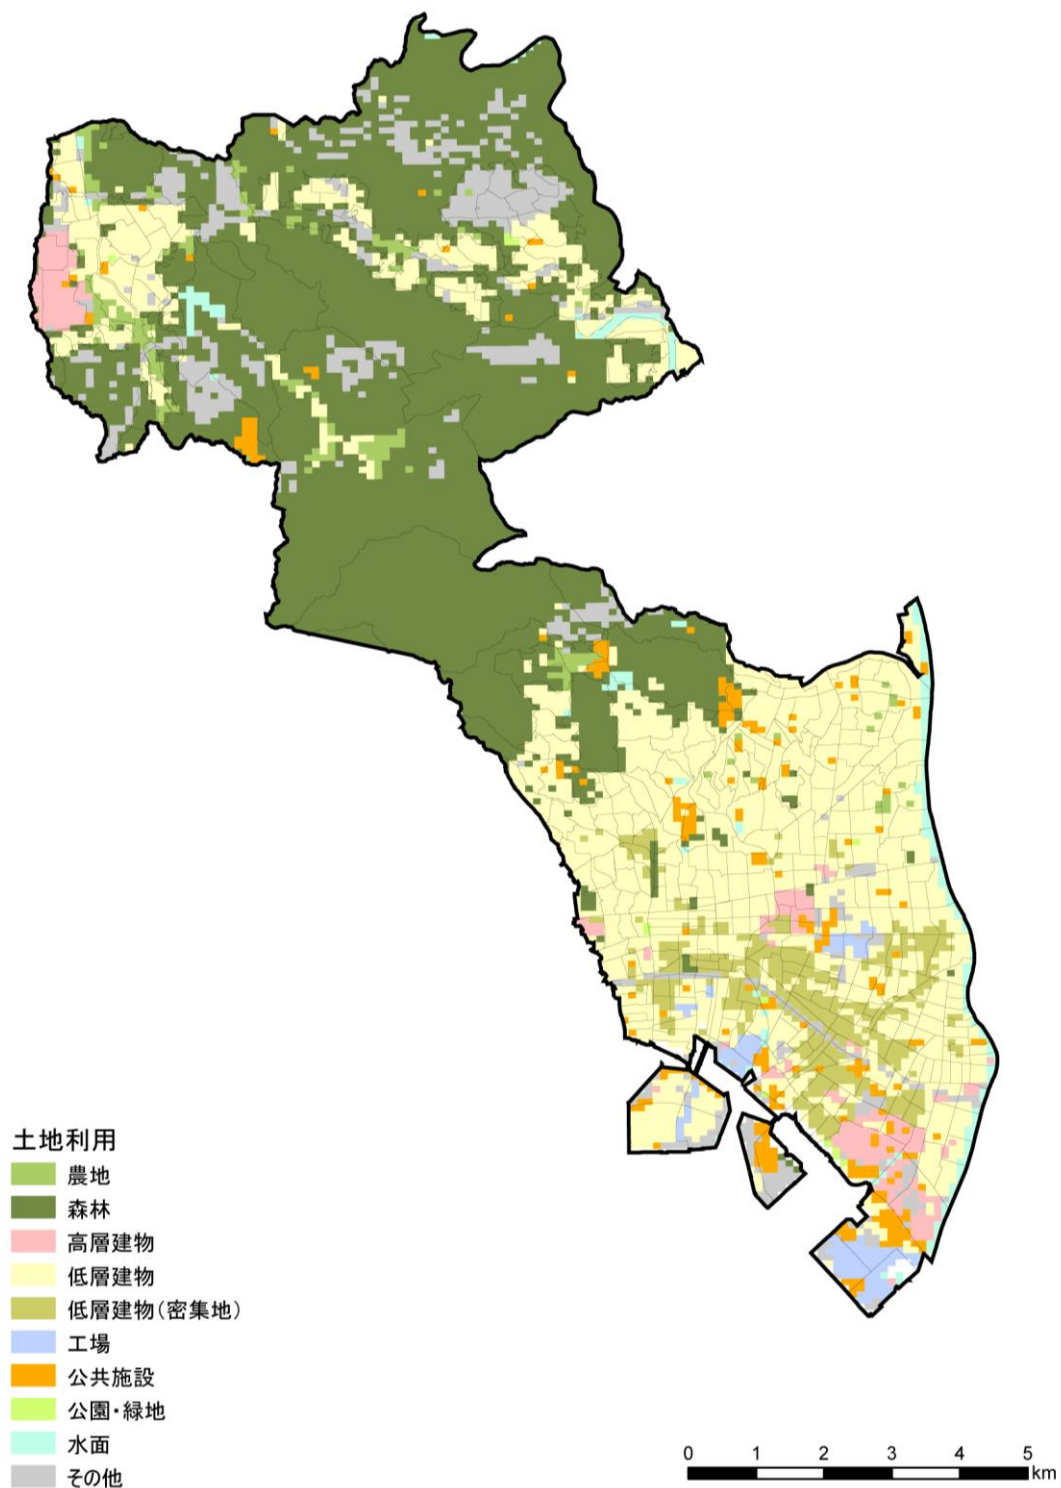 土地利用
農地
森林
高層建物
低層建物
低層建物(密集地)
工場
公共施設
公園・緑地
水面
その他
0 1 2 3 4 5
km